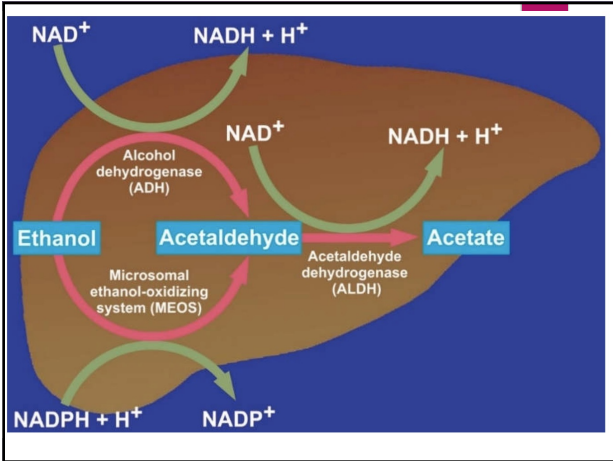 NAD+
NADH + H+
NAD+
NADH + H+
Alcohol
dehydrogenase
(ADH)
Ethanol
Acetaldehyde
Acetate
Acetaldehyde
dehydrogenase
(ALDH)
Microsomal
ethanol-oxidizing
system (MEOS)
NADPH + H+
NADP+